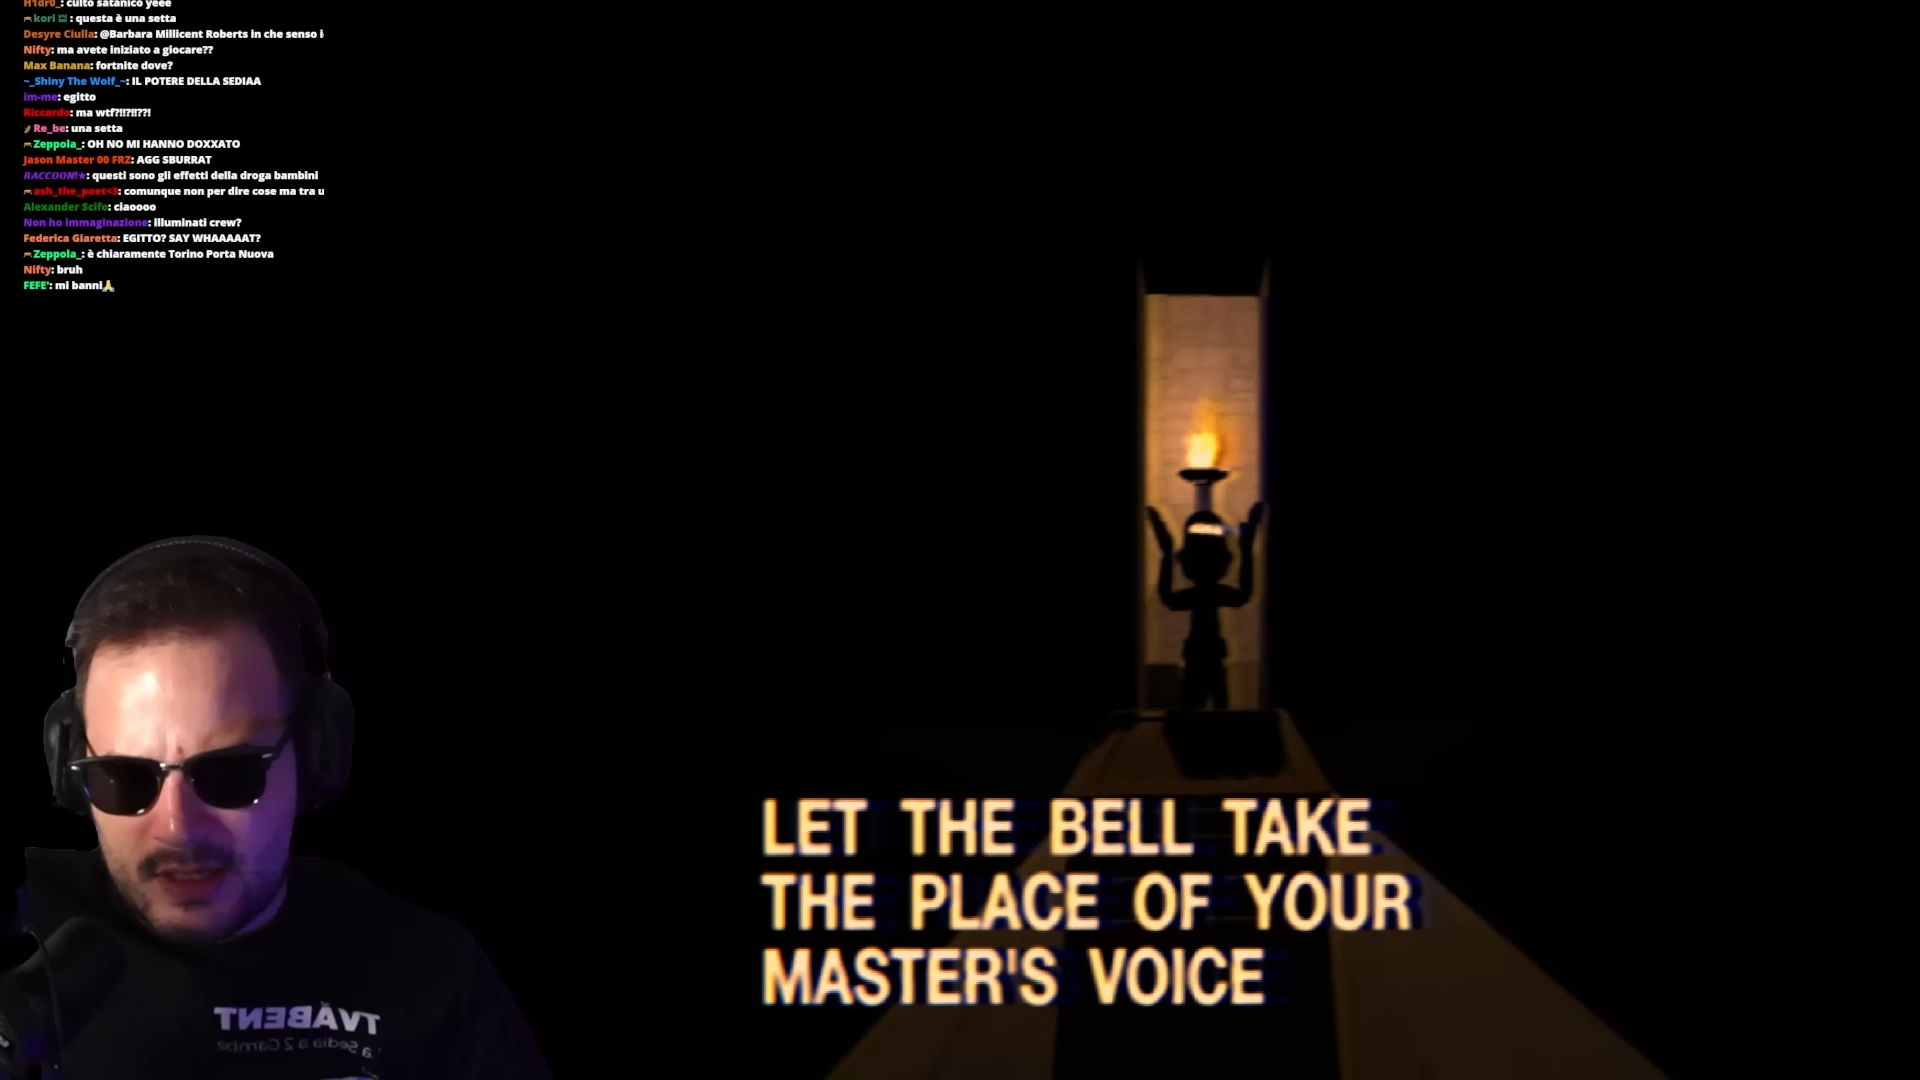 H1dr0_: culto satanico yeee
kori: questa è una setta
Desyre Ciulla: @Barbara Millicent Roberts in che senso i
Nifty: ma avete iniziato a giocare??
Max Banana: fortnite dove?
~_Shiny The Wolf_~: IL POTERE DELLA SEDIAA
im-me: egitto
Riccardo: ma wtf?!!?!!??!
Re_be: una setta
Zeppola_: OH NO MI HANNO DOXXATO
Jason Master 00 FRZ: AGG SBURRAT
RACCOON!★: questi sono gli effetti della droga bambini
ash_the_poet<3: comunque non per dire cose ma tra u
Alexander Scifo: ciaoooo
Non ho immaginazione: illuminati crew?
Federica Giaretta: EGITTO? SAY WHAAAAAT?
Zeppola_: è chiaramente Torino Porta Nuova
Nifty: bruh
FEFE': mi banni🙏
LET THE BELL TAKE
THE PLACE OF YOUR
MASTER'S VOICE
TVÅBENT
a Sedia a 2 Gambe